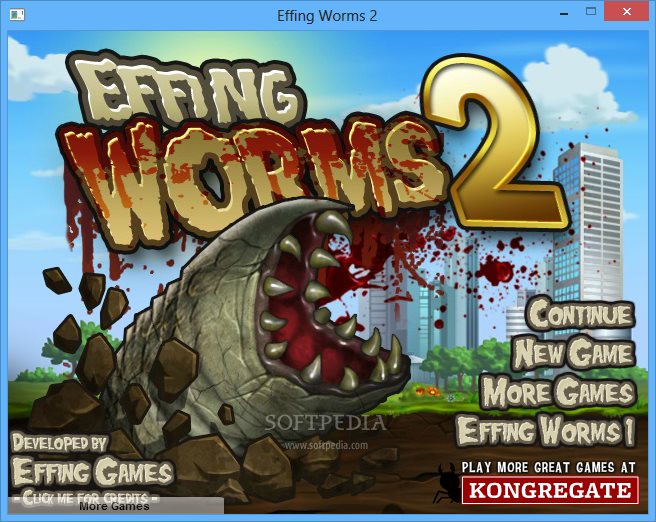 Effing Worms 2
EFFING
WORMS 2
CONTINUE
NEW GAME
MORE GAMES
EFFING WORMS 1
SOFTPEDIA
www.softpedia.com
DEVELOPED BY
EFFING GAMES
- CLICK ME FOR CREDITS -
More Games
PLAY MORE GREAT GAMES AT
KONGREGATE